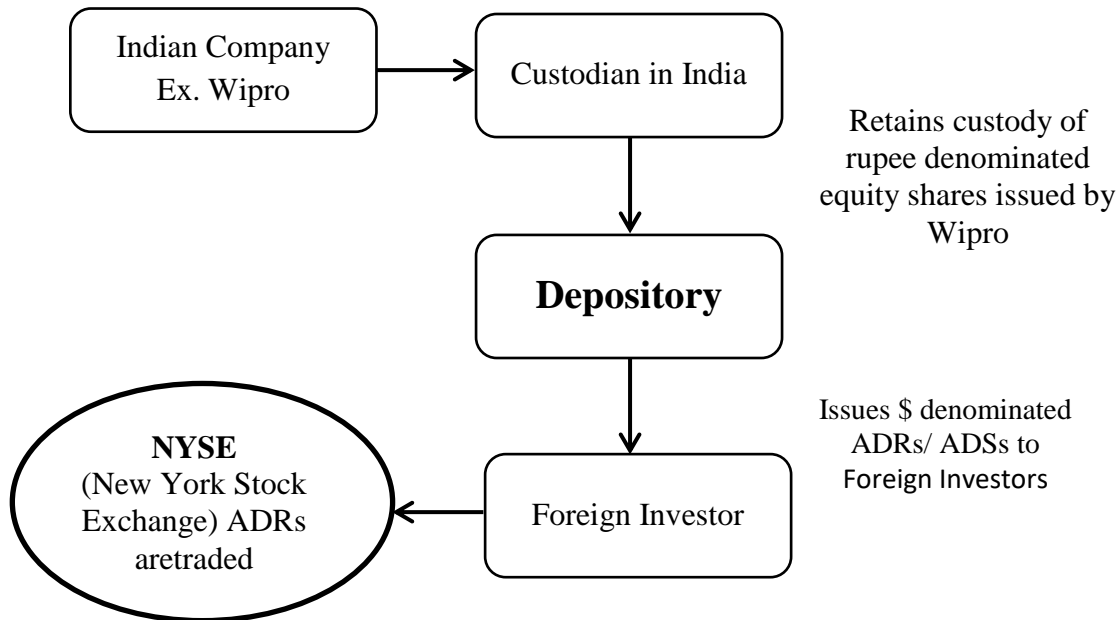 Indian Company
Ex. Wipro
Custodian in India
Retains custody of
rupee denominated
equity shares issued by
Wipro
Depository
Issues $ denominated
ADRs/ ADSs to
Foreign Investors
Foreign Investor
NYSE
(New York Stock
Exchange) ADRs
aretraded